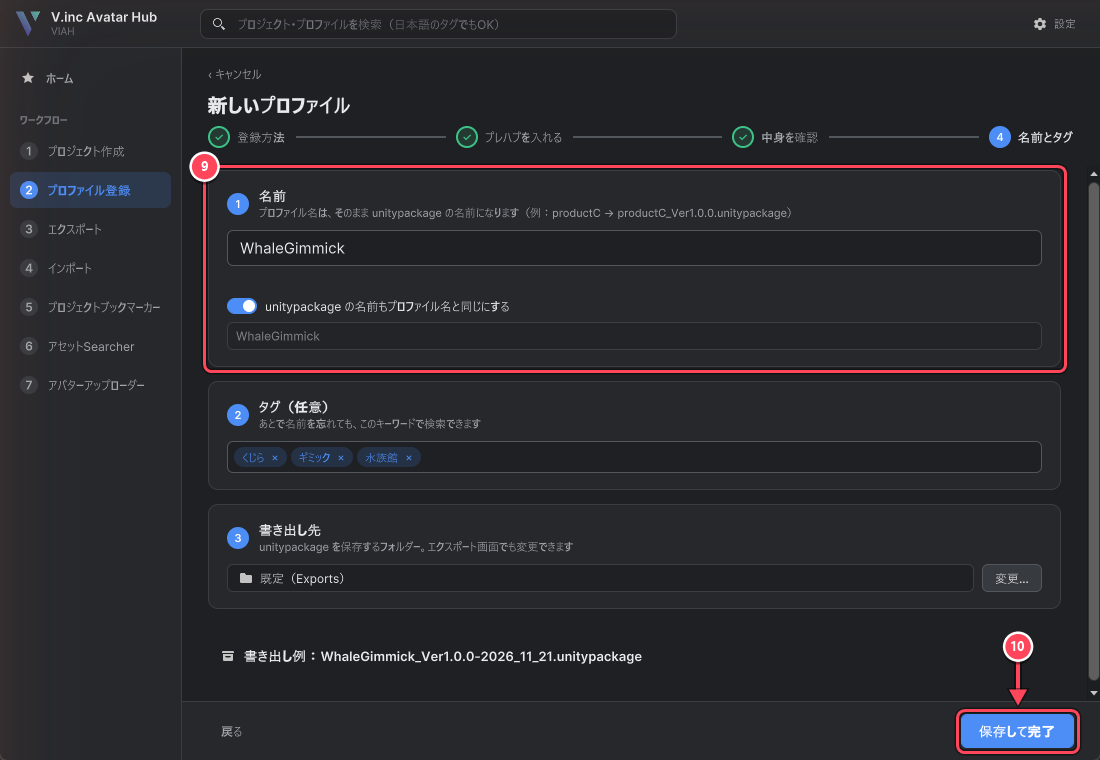 V.inc Avatar Hub
VIAH
プロジェクト・プロファイルを検索（日本語のタグでもOK）
設定
ホーム
ワークフロー
1 プロジェクト作成
2 プロファイル登録
3 エクスポート
4 インポート
5 プロジェクトブックマーカー
6 アセットSearcher
7 アバターアップローダー
‹ キャンセル
新しいプロファイル
登録方法 プレハブを入れる 中身を確認 4 名前とタグ
9
1 名前
プロファイル名は、そのまま unitypackage の名前になります（例：productC → productC_Ver1.0.0.unitypackage）
WhaleGimmick
unitypackage の名前もプロファイル名と同じにする
WhaleGimmick
2 タグ（任意）
あとで名前を忘れても、このキーワードで検索できます
くじら × ギミック × 水族館 ×
3 書き出し先
unitypackage を保存するフォルダー。エクスポート画面でも変更できます
既定（Exports） 変更...
書き出し例：WhaleGimmick_Ver1.0.0-2026_11_21.unitypackage
10
戻る 保存して完了